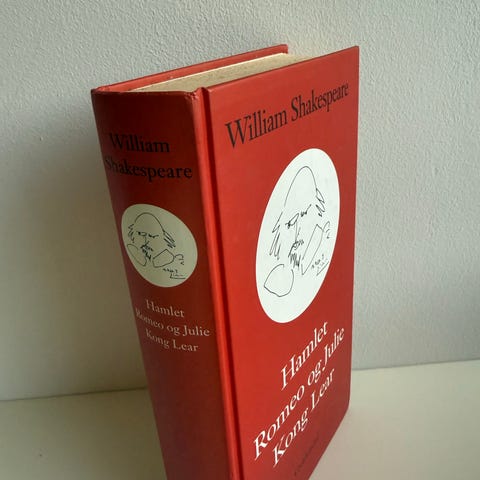 William
Shakespeare
Hamlet
Romeo og Julie
Kong Lear
William Shakespeare
Hamlet
Romeo og Julie
Kong Lear